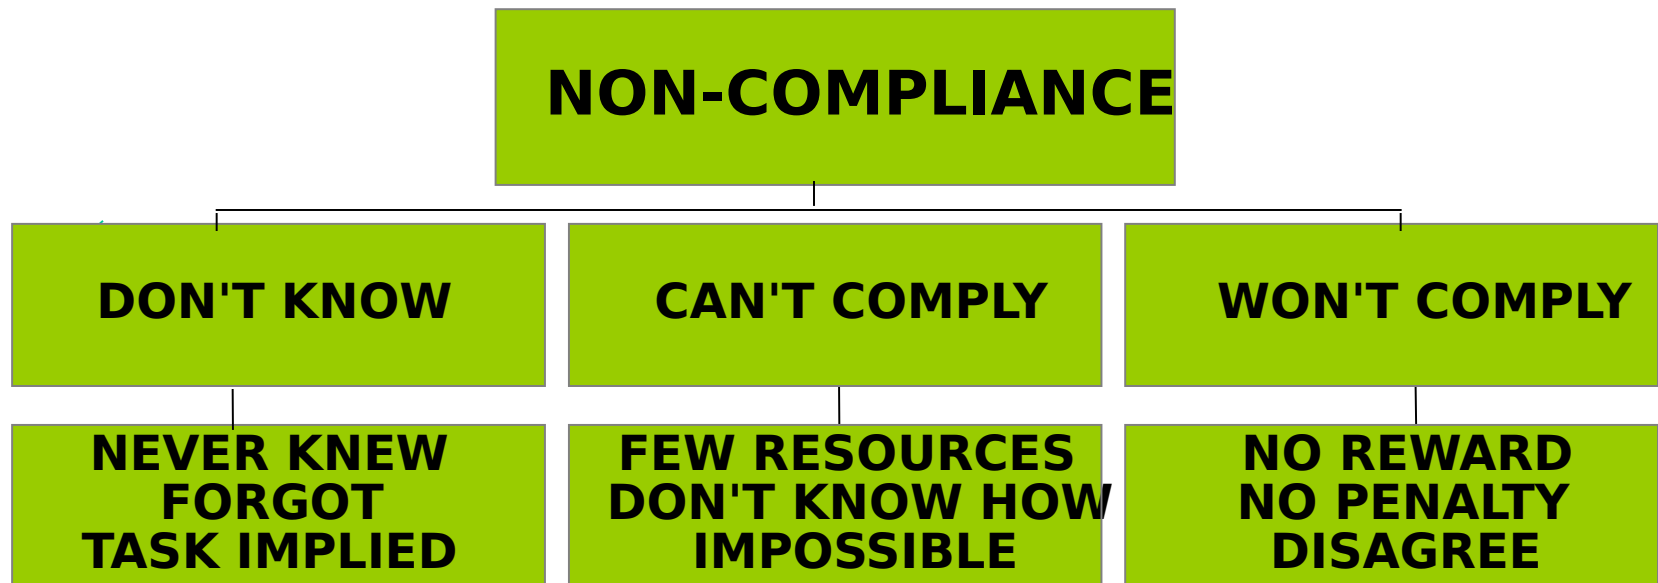 NON-COMPLIANCE
DON'T KNOW
CAN'T COMPLY
WON'T COMPLY
NEVER KNEW
FORGOT
TASK IMPLIED
FEW RESOURCES
DON'T KNOW HOW
IMPOSSIBLE
NO REWARD
NO PENALTY
DISAGREE